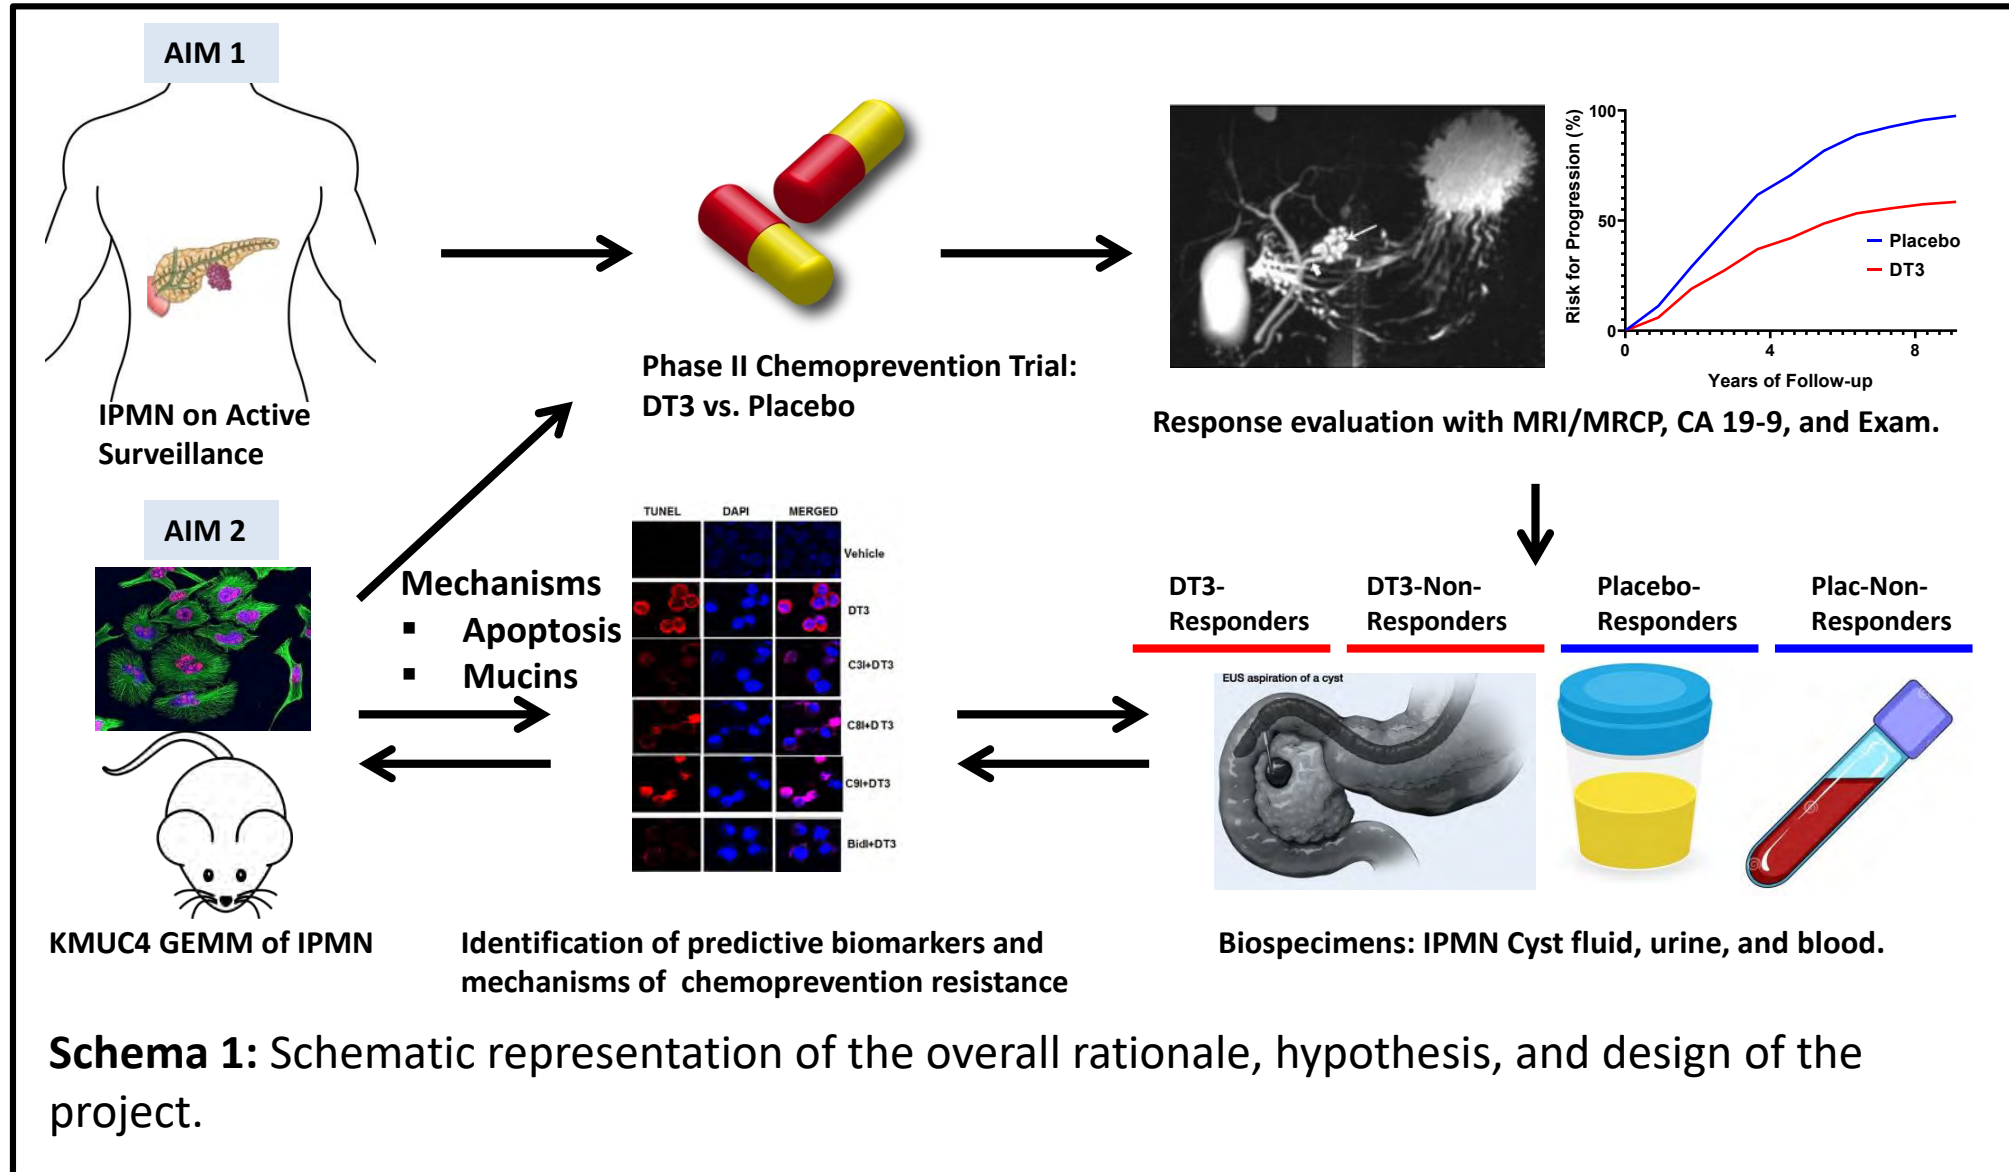 AIM 1
IPMN on Active
Surveillance
Phase II Chemoprevention Trial:
DT3 vs. Placebo
Risk for Progression (%)
100
50
0
0
4
8
Placebo
DT3
Years of Follow-up
Response evaluation with MRI/MRCP, CA 19-9, and Exam.
AIM 2
KMUC4 GEMM of IPMN
Mechanisms
▪ Apoptosis
▪ Mucins
TUNEL DAPI MERGED
Vehicle
DT3
C3I+DT3
C8I+DT3
C9I+DT3
BidI+DT3
Identification of predictive biomarkers and
mechanisms of chemoprevention resistance
DT3-
Responders
DT3-Non-
Responders
Placebo-
Responders
Plac-Non-
Responders
EUS aspiration of a cyst
Biospecimens: IPMN Cyst fluid, urine, and blood.
Schema 1: Schematic representation of the overall rationale, hypothesis, and design of the
project.